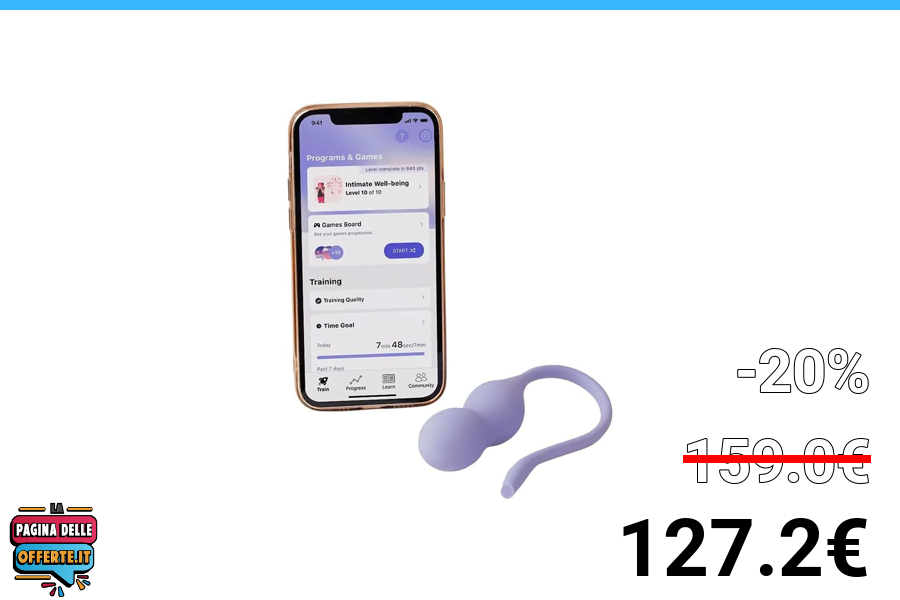 9:41
?
Programs & Games
Level complete in 640 pts
Intimate Well-being
Level 10 of 10
Games Board
See your games progression
+10
START
Training
Training Quality
Time Goal
Today
7min 48sec/7min
Past 7 days
Train
Progress
Learn
Community
-20%
159.0€
127.2€
LA
PAGINA DELLE
OFFERTE.IT